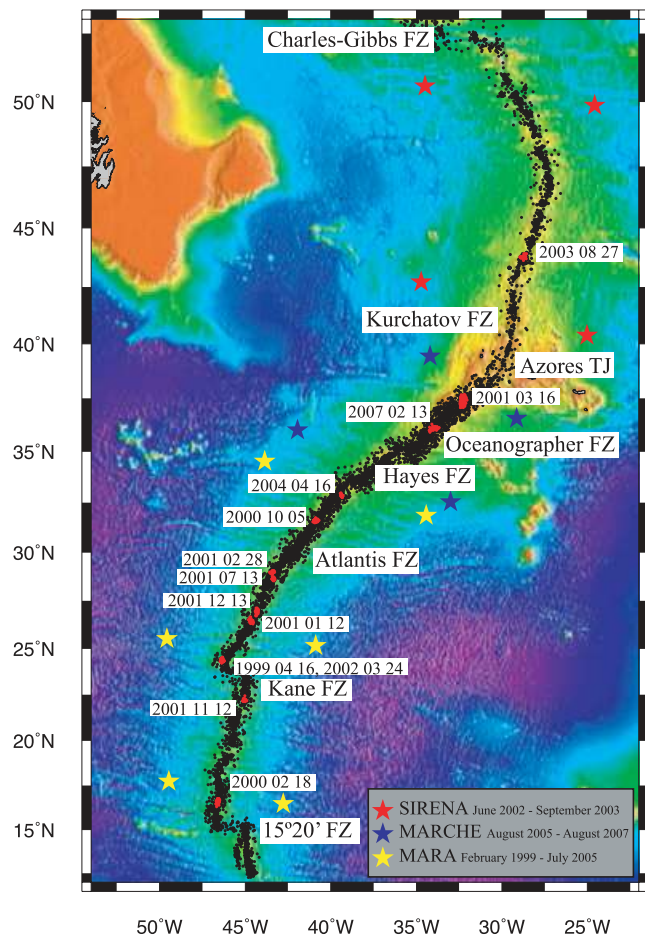 Charles-Gibbs FZ
50˚N
2003 08 27
45˚N
Kurchatov FZ
40˚N
Azores TJ
2001 03 16
2007 02 13
Oceanographer FZ
35˚N
Hayes FZ
2004 04 16
2000 10 05
30˚N
Atlantis FZ
2001 02 28
2001 07 13
2001 12 13
2001 01 12
25˚N
1999 04 16, 2002 03 24
Kane FZ
2001 11 12
20˚N
2000 02 18
SIRENA June 2002 - September 2003
15˚N
15º20' FZ
MARCHE August 2005 - August 2007
MARA February 1999 - July 2005
50˚W 45˚W 40˚W 35˚W 30˚W 25˚W